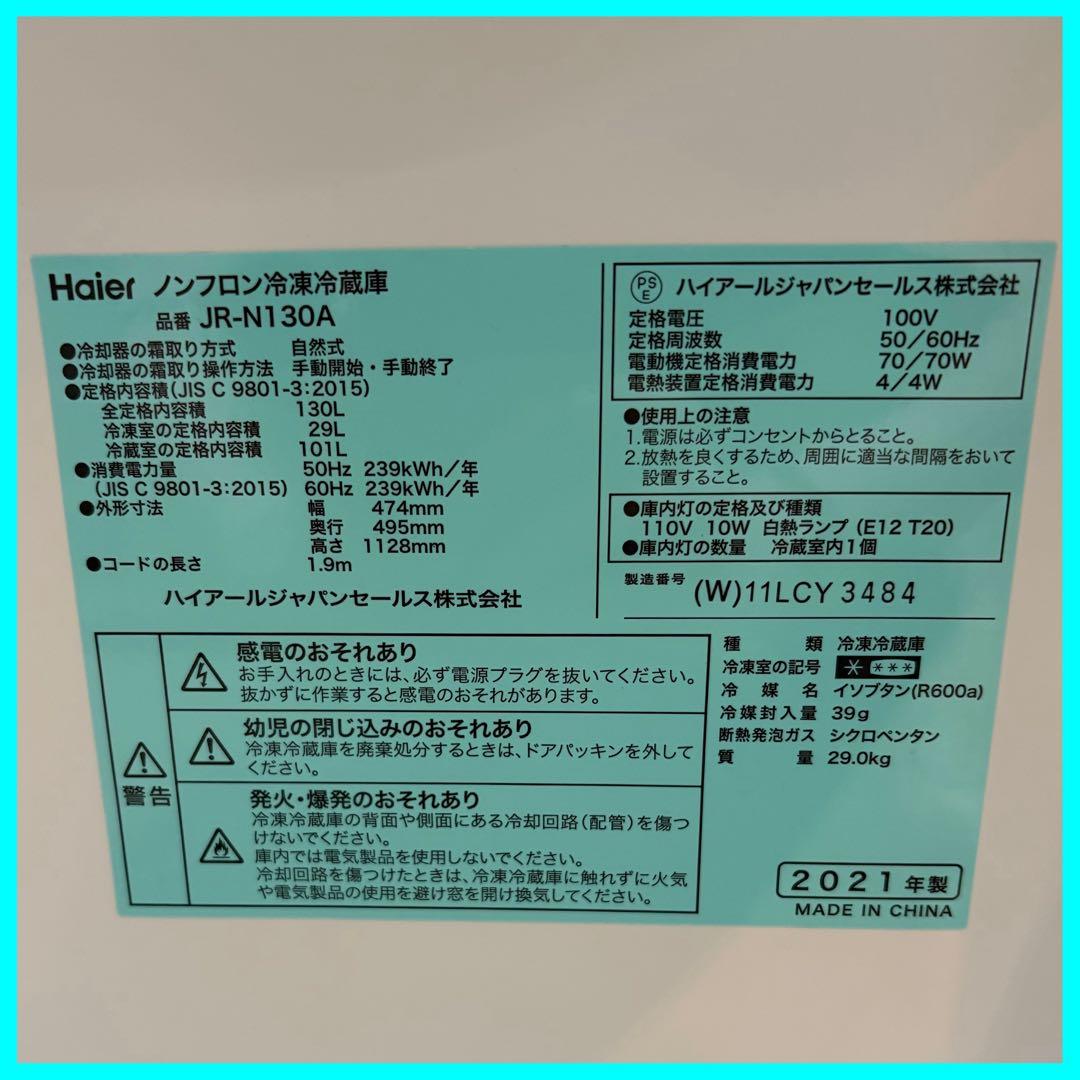 Haier ノンフロン冷凍冷蔵庫
品番 JR-N130A
●冷却器の霜取り方式 自然式
●冷却器の霜取り操作方法 手動開始・手動終了
●定格内容積(JIS C 9801-3:2015)
全定格内容積 130L
冷凍室の定格内容積 29L
冷蔵室の定格内容積 101L
●消費電力量 50Hz 239kWh/年
(JIS C 9801-3:2015) 60Hz 239kWh/年
●外形寸法 幅 474mm
奥行 495mm
高さ 1128mm
●コードの長さ 1.9m
ハイアールジャパンセールス株式会社
PS
E
ハイアールジャパンセールス株式会社
定格電圧 100V
定格周波数 50/60Hz
電動機定格消費電力 70/70W
電熱装置定格消費電力 4/4W
●使用上の注意
1.電源は必ずコンセントからとること。
2.放熱を良くするため、周囲に適当な間隔をおいて
設置すること。
●庫内灯の定格及び種類
110V 10W 白熱ランプ (E12 T20)
●庫内灯の数量 冷蔵室内1個
製造番号 (W)11LCY 3484
警告
感電のおそれあり
お手入れのときには、必ず電源プラグを抜いてください。
抜かずに作業すると感電のおそれがあります。
幼児の閉じ込みのおそれあり
冷凍冷蔵庫を廃棄処分するときは、ドアパッキンを外して
ください。
発火・爆発のおそれあり
冷凍冷蔵庫の背面や側面にある冷却回路(配管)を傷つ
けないでください。
庫内では電気製品を使用しないでください。
冷却回路を傷つけたときは、冷凍冷蔵庫に触れずに火気
や電気製品の使用を避け窓を開け換気してください。
種類 冷凍冷蔵庫
冷凍室の記号 * ***
冷媒名 イソブタン(R600a)
冷媒封入量 39g
断熱発泡ガス シクロペンタン
質量 29.0kg
2021年製
MADE IN CHINA